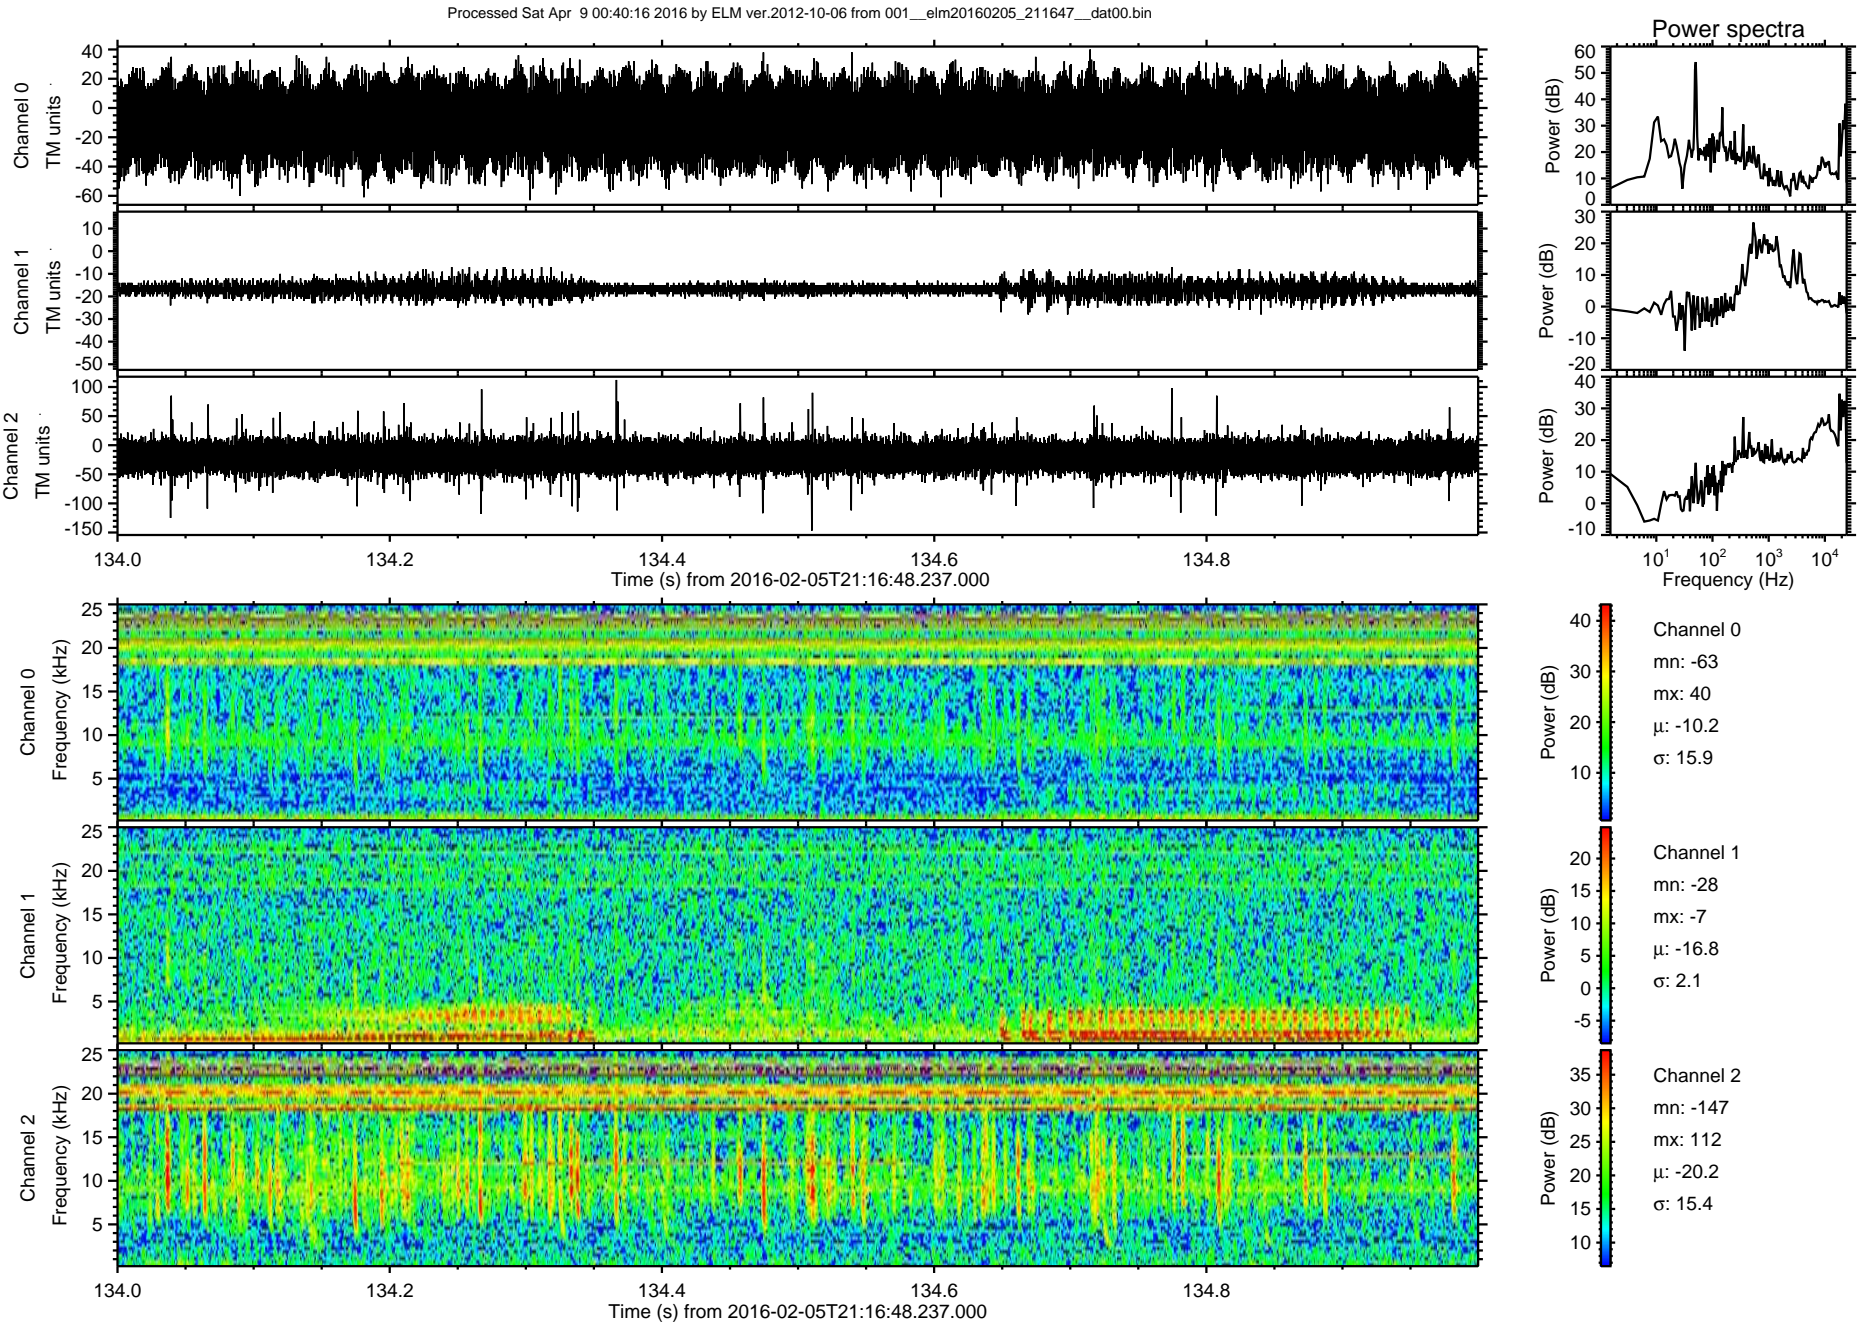 Processed Sat Apr  9 00:40:16 2016 by ELM ver.2012-10-06 from 001__elm20160205_211647__dat00.bin
Power spectra
Channel 0
TM units
40
20
0
-20
-40
-60
Power (dB)
60
50
40
30
20
10
0
Channel 1
TM units
10
0
-10
-20
-30
-40
-50
Power (dB)
30
20
10
0
-10
-20
Channel 2
TM units
100
50
0
-50
-100
-150
Power (dB)
40
30
20
10
0
-10
134.0 134.2 134.4 134.6 134.8
Time (s) from 2016-02-05T21:16:48.237.000
10¹ 10² 10³ 10⁴
Frequency (Hz)
Channel 0
Frequency (kHz)
25
20
15
10
5
Power (dB)
40
30
20
10
Channel 0
mn: -63
mx: 40
μ: -10.2
σ: 15.9
Channel 1
Frequency (kHz)
25
20
15
10
5
Power (dB)
20
15
10
5
0
-5
Channel 1
mn: -28
mx: -7
μ: -16.8
σ: 2.1
Channel 2
Frequency (kHz)
25
20
15
10
5
Power (dB)
35
30
25
20
15
10
Channel 2
mn: -147
mx: 112
μ: -20.2
σ: 15.4
134.0 134.2 134.4 134.6 134.8
Time (s) from 2016-02-05T21:16:48.237.000